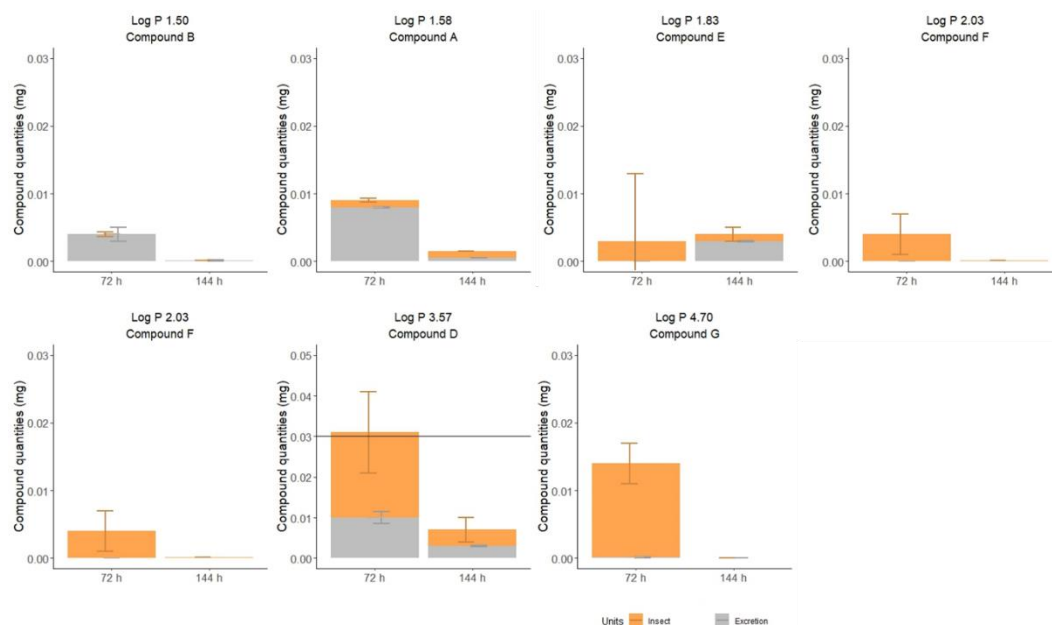 Log P 1.50
Compound B
Compound quantities (mg)
0.03
0.02
0.01
0.00
72 h
144 h
Log P 1.58
Compound A
Compound quantities (mg)
0.03
0.02
0.01
0.00
72 h
144 h
Log P 1.83
Compound E
Compound quantities (mg)
0.03
0.02
0.01
0.00
72 h
144 h
Log P 2.03
Compound F
Compound quantities (mg)
0.03
0.02
0.01
0.00
72 h
144 h
Log P 2.03
Compound F
Compound quantities (mg)
0.03
0.02
0.01
0.00
72 h
144 h
Log P 3.57
Compound D
Compound quantities (mg)
0.05
0.04
0.03
0.02
0.01
0.00
72 h
144 h
Log P 4.70
Compound G
Compound quantities (mg)
0.03
0.02
0.01
0.00
72 h
144 h
Units Insect Excretion